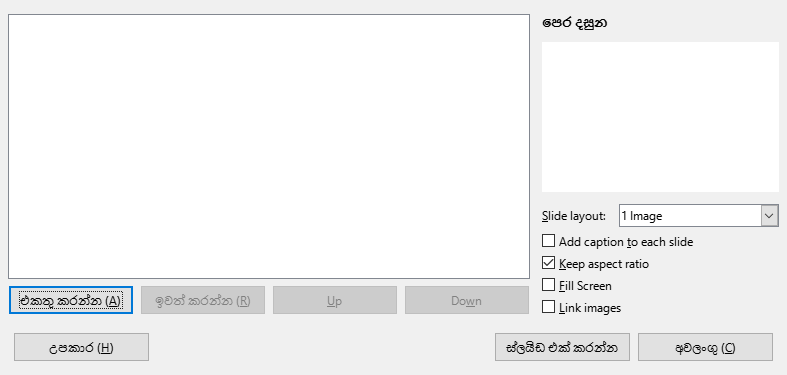 පෙර දසුන
Slide layout: 1 Image
Add caption to each slide
Keep aspect ratio
Fill Screen
Link images
එකතු කරන්න (A) ඉවත් කරන්න (R) Up Down
උපකාර (H) ස්ලයිඩ එක් කරන්න අවලංගු (C)